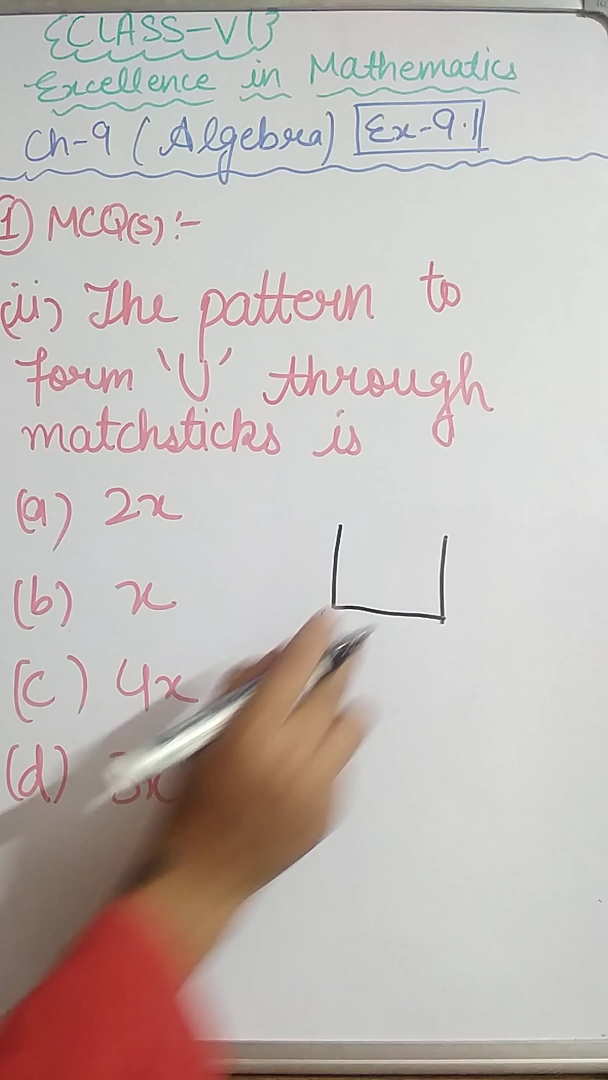 {CLASS-VI}
Excellence in Mathematics
Ch-9 (Algebra) Ex-9.1
1 MCQ(s):-
(ii) The pattern to
form 'U' through
matchsticks is
(a) 2x
(b) x
(c) 4x
(d) 3x